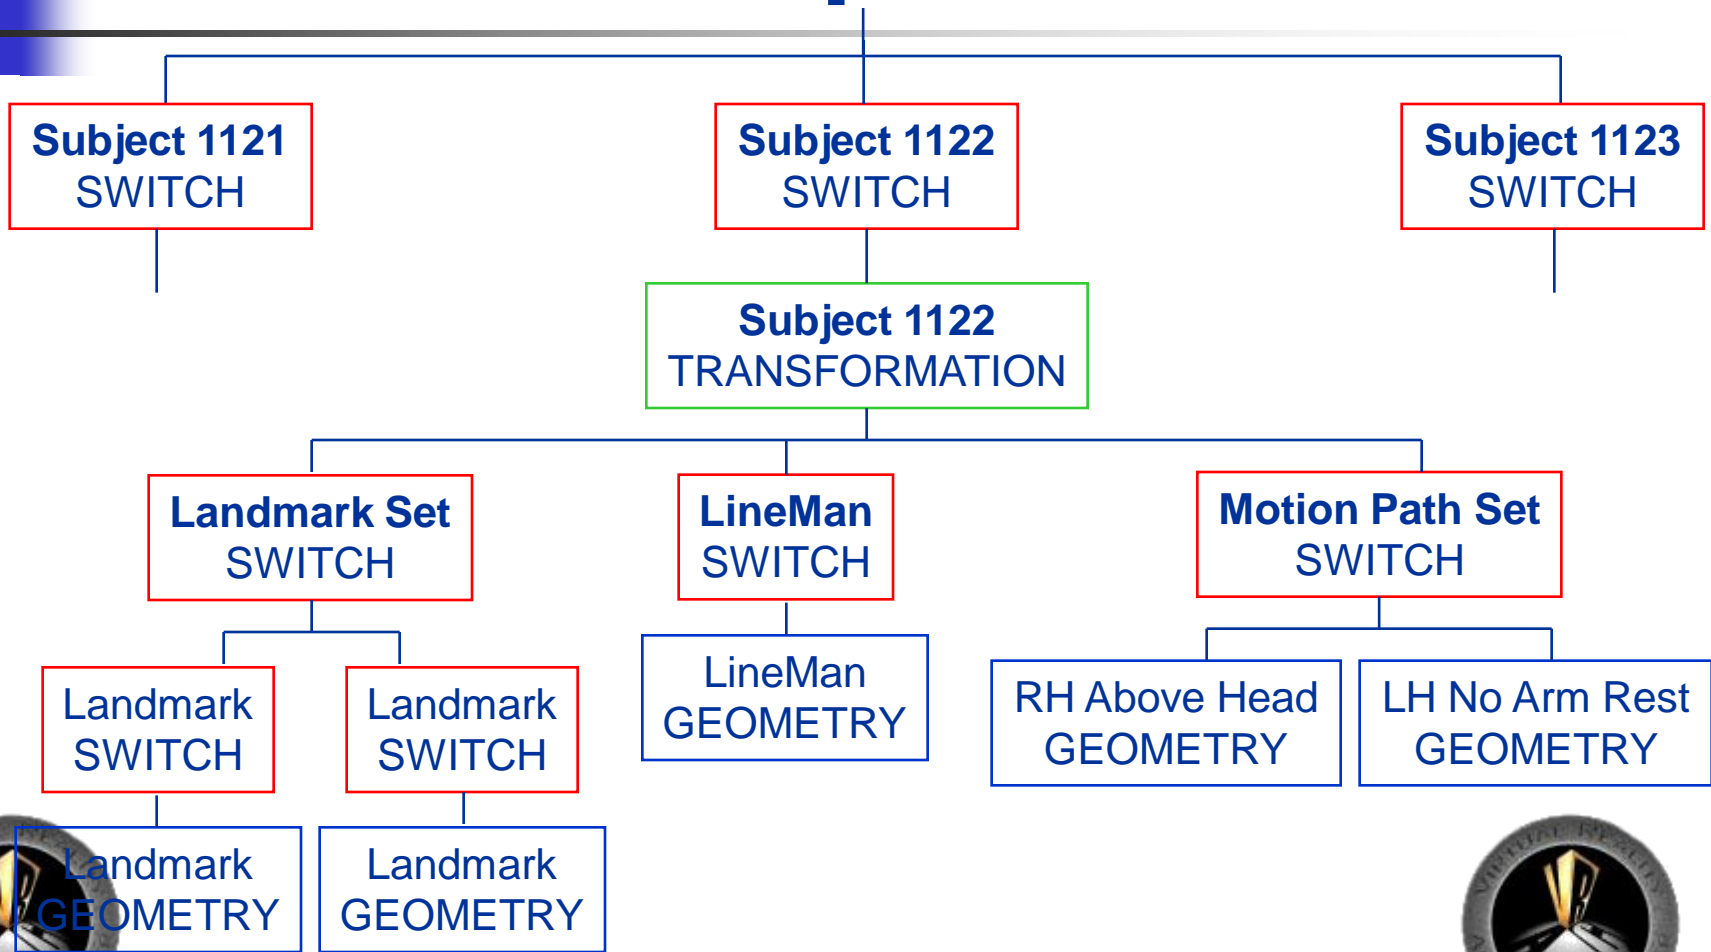 Subject 1121
SWITCH
Subject 1122
SWITCH
Subject 1123
SWITCH
Subject 1122
TRANSFORMATION
Landmark Set
SWITCH
LineMan
SWITCH
Motion Path Set
SWITCH
Landmark
SWITCH
Landmark
SWITCH
LineMan
GEOMETRY
RH Above Head
GEOMETRY
LH No Arm Rest
GEOMETRY
Landmark
GEOMETRY
Landmark
GEOMETRY
VIRTUAL REALITY